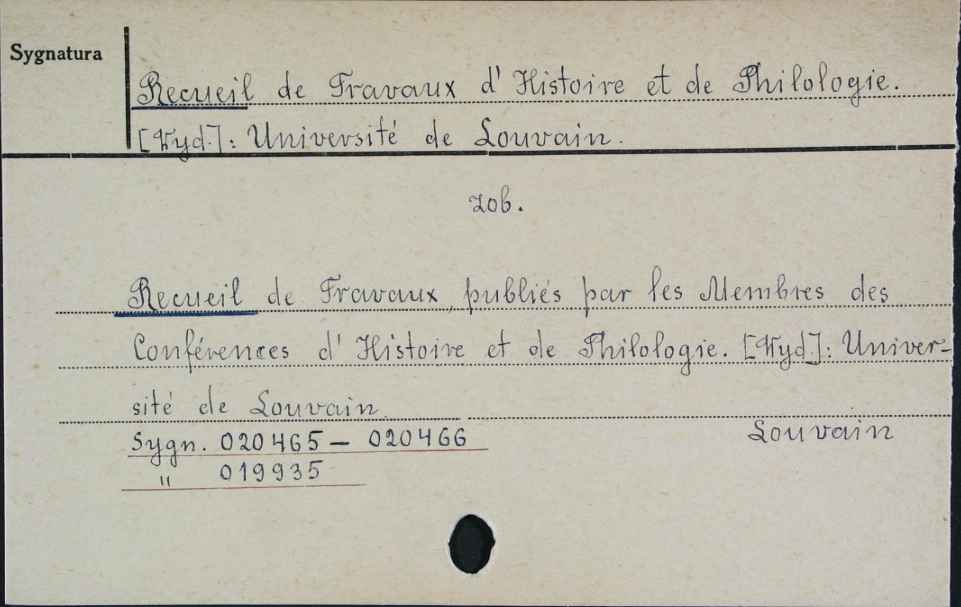 Sygnatura
Recueil de Travaux d'Histoire et de Philologie.
[Wyd.]: Université de Louvain.
zob.
Recueil de Travaux, publiés par les Membres des
Conférences d'Histoire et de Philologie. [Wyd.]: Univer-
sité de Louvain
Sygn. 020465 – 020466
Louvain
" 019935